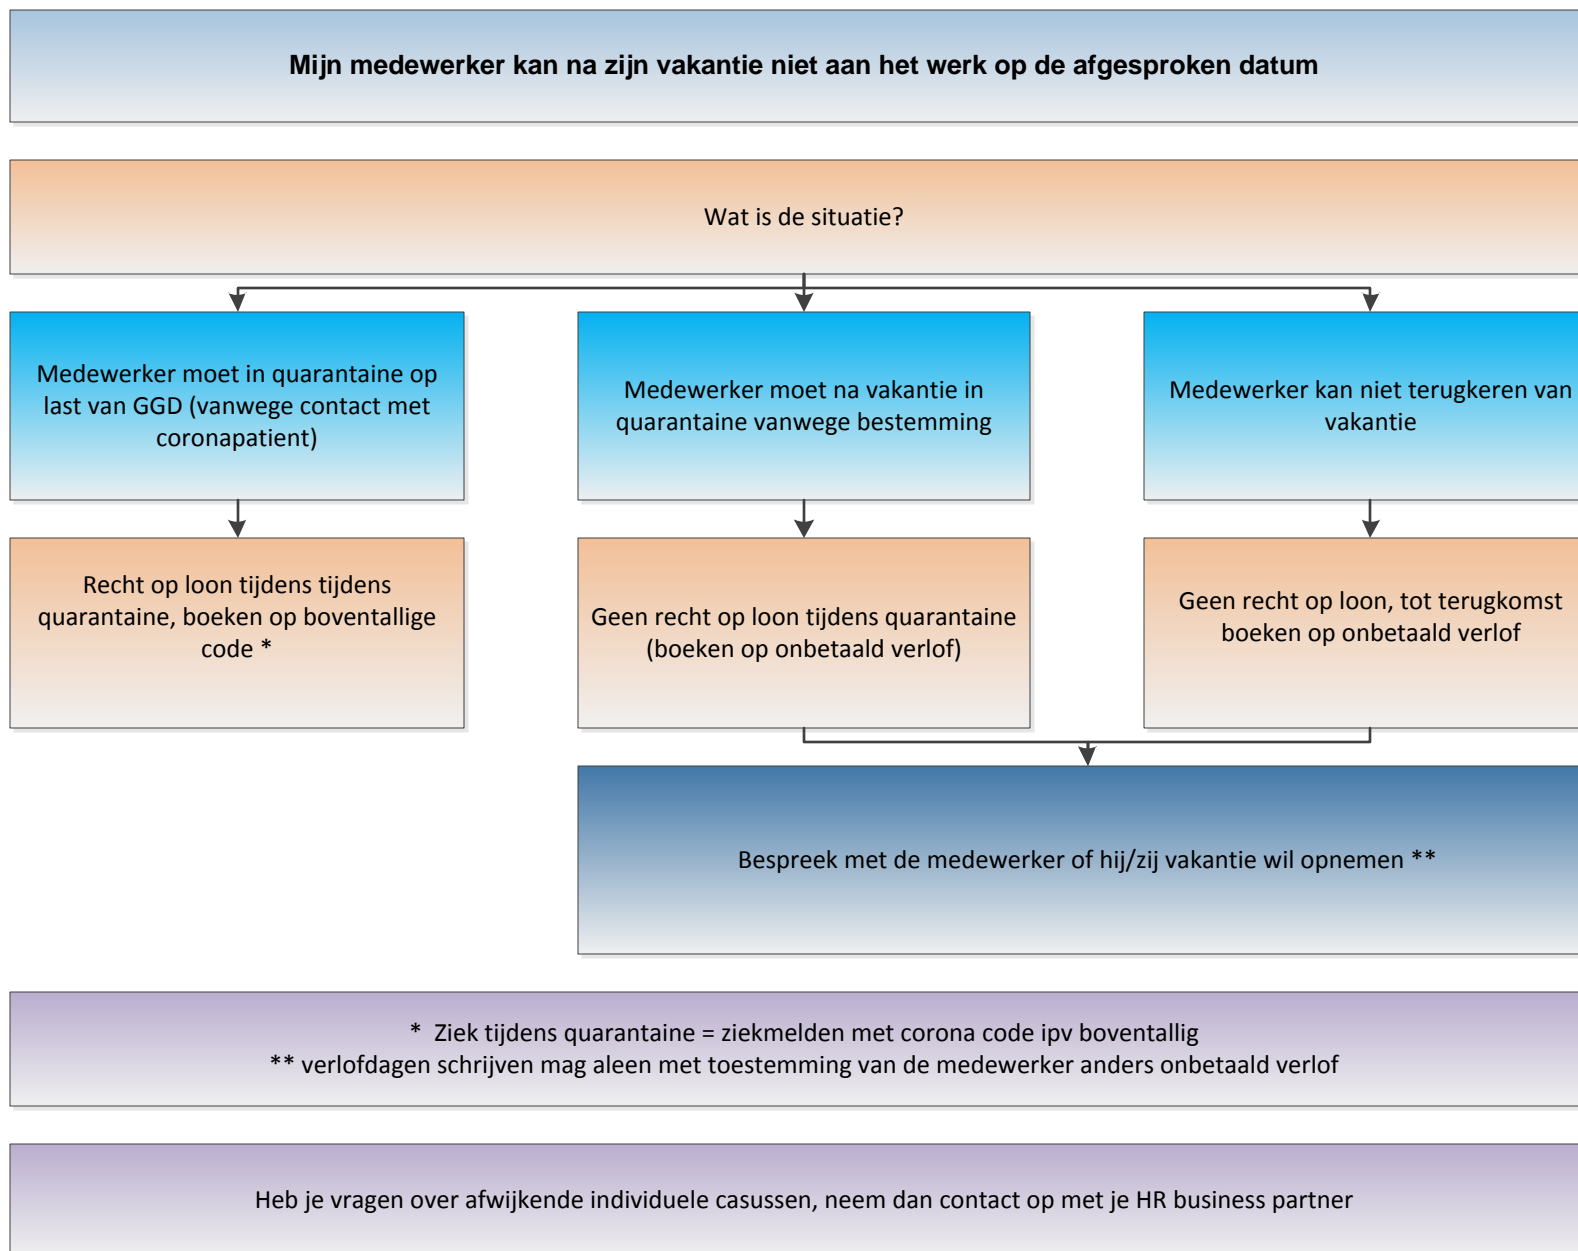 Mijn medewerker kan na zijn vakantie niet aan het werk op de afgesproken datum
Wat is de situatie?
Medewerker moet in quarantaine op
last van GGD (vanwege contact met
coronapatient)
Medewerker moet na vakantie in
quarantaine vanwege bestemming
Medewerker kan niet terugkeren van
vakantie
Recht op loon tijdens tijdens
quarantaine, boeken op boventallige
code *
Geen recht op loon tijdens quarantaine
(boeken op onbetaald verlof)
Geen recht op loon, tot terugkomst
boeken op onbetaald verlof
Bespreek met de medewerker of hij/zij vakantie wil opnemen **
* Ziek tijdens quarantaine = ziekmelden met corona code ipv boventallig
** verlofdagen schrijven mag aleen met toestemming van de medewerker anders onbetaald verlof
Heb je vragen over afwijkende individuele casussen, neem dan contact op met je HR business partner